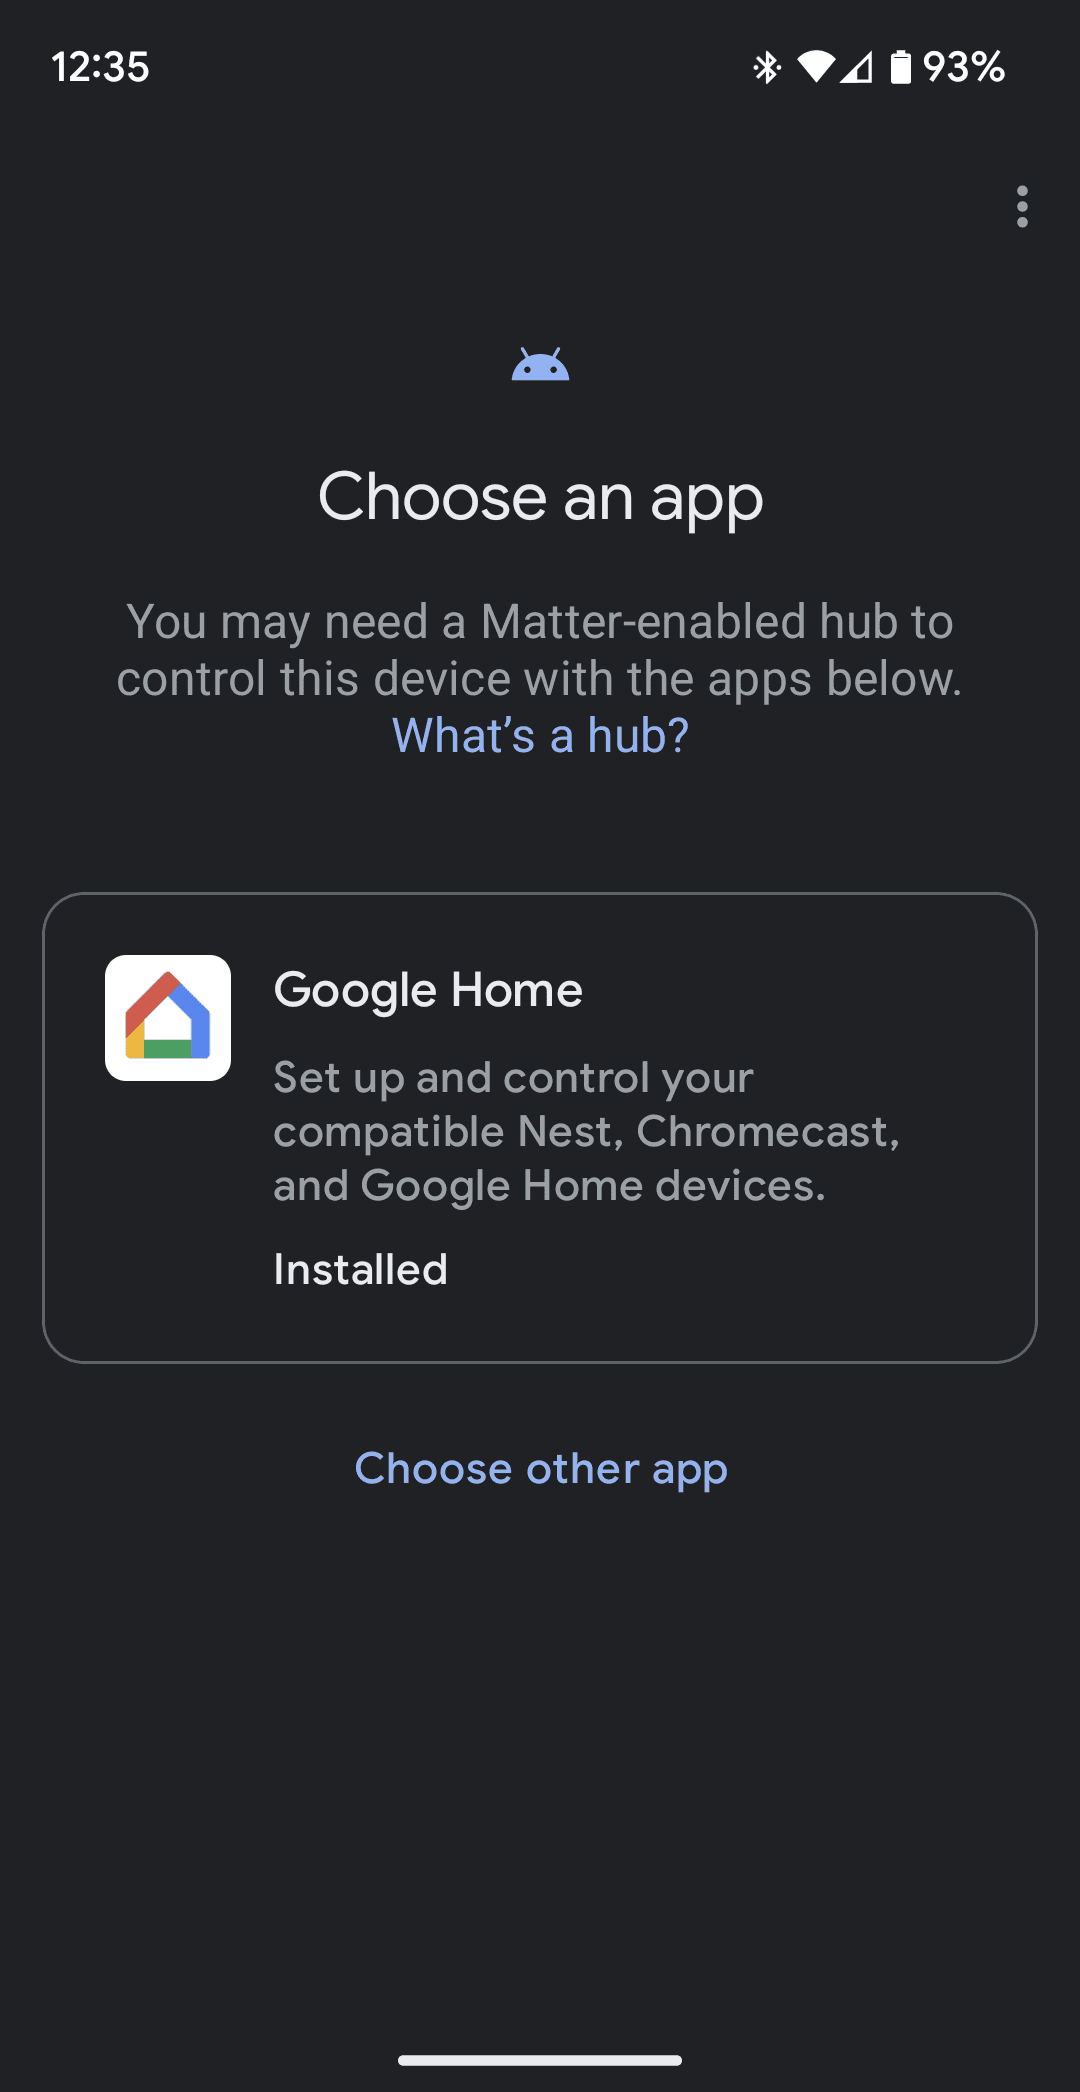 12:35
93%
Choose an app
You may need a Matter-enabled hub to
control this device with the apps below.
What’s a hub?
Google Home
Set up and control your
compatible Nest, Chromecast,
and Google Home devices.
Installed
Choose other app